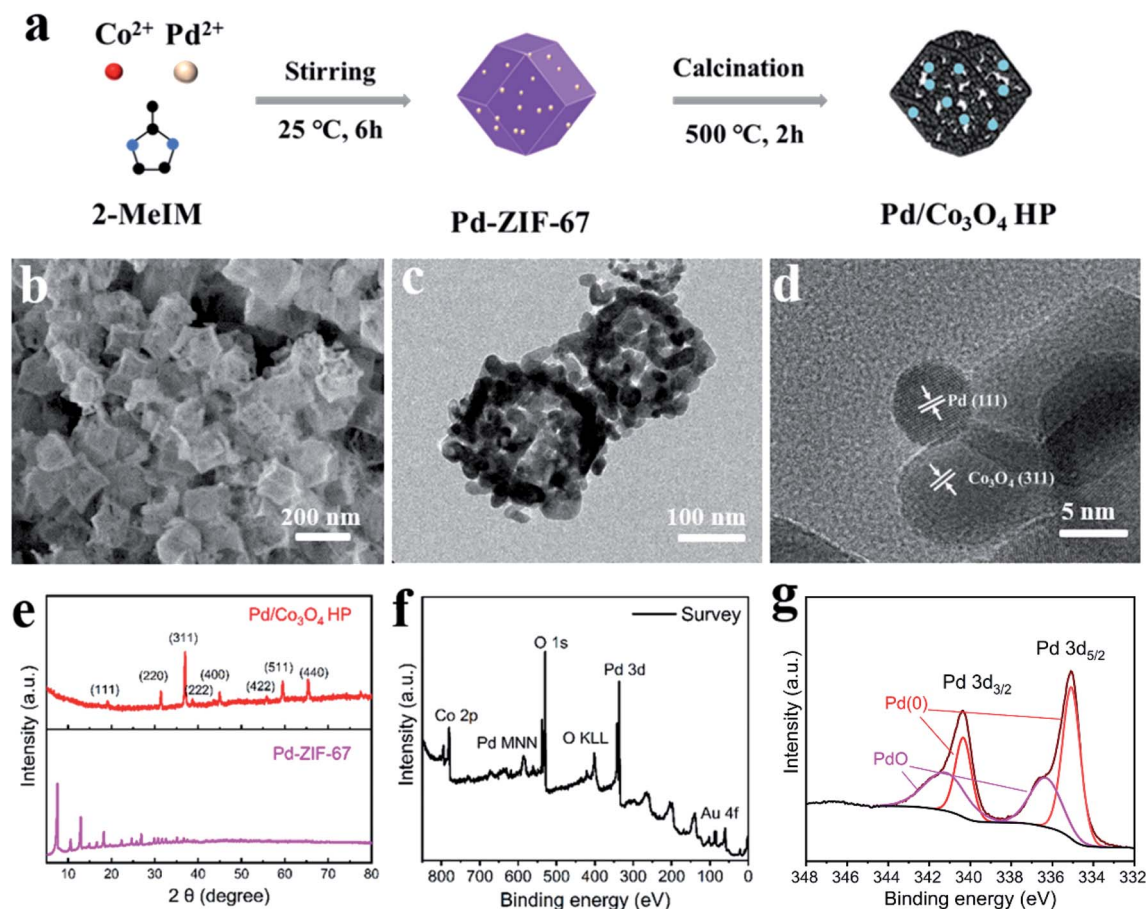 a
Co²⁺ Pd²⁺
2-MeIM
Stirring
25 °C, 6h
Pd-ZIF-67
Calcination
500 °C, 2h
Pd/Co₃O₄ HP
b
200 nm
c
100 nm
d
Pd (111)
Co₃O₄ (311)
5 nm
e
Intensity (a.u.)
Pd/Co₃O₄ HP
(111)
(220)
(311)
(222)
(400)
(422)
(511)
(440)
Pd-ZIF-67
10 20 30 40 50 60 70 80
2 θ (degree)
f
Intensity (a.u.)
Survey
Co 2p
Pd MNN
O 1s
O KLL
Pd 3d
Au 4f
800 700 600 500 400 300 200 100 0
Binding energy (eV)
g
Intensity (a.u.)
Pd 3d₅/₂
Pd 3d₃/₂
Pd(0)
PdO
348 346 344 342 340 338 336 334 332
Binding energy (eV)